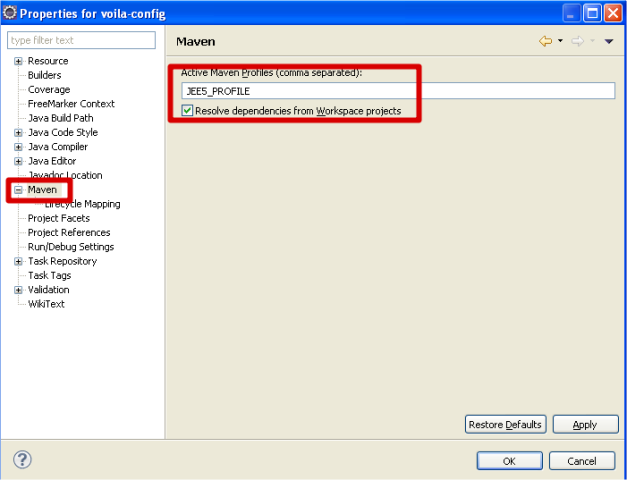 Properties for voila-config
type filter text
Maven
Resource
Builders
Coverage
FreeMarker Context
Java Build Path
Java Code Style
Java Compiler
Java Editor
Javadoc Location
Maven
Lifecycle Mapping
Project Facets
Project References
Run/Debug Settings
Task Repository
Task Tags
Validation
WikiText
Active Maven Profiles (comma separated):
JEE5_PROFILE
Resolve dependencies from Workspace projects
Restore Defaults
Apply
?
OK
Cancel